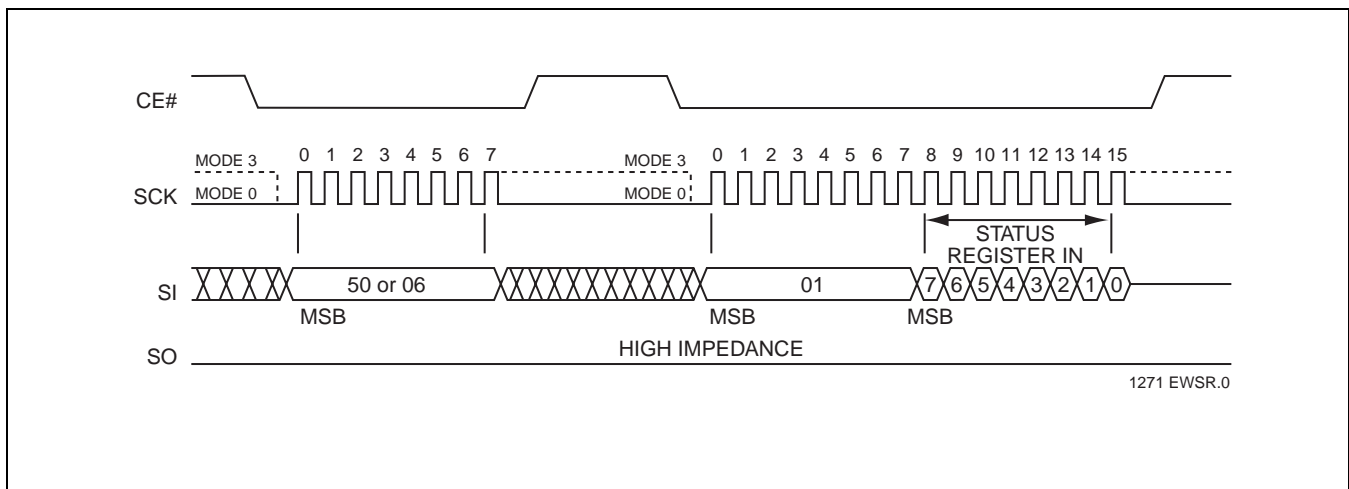 CE#
MODE 3 0 1 2 3 4 5 6 7 MODE 3 0 1 2 3 4 5 6 7 8 9 10 11 12 13 14 15
SCK MODE 0 MODE 0
STATUS
REGISTER IN
SI 50 or 06 01 7 6 5 4 3 2 1 0
MSB MSB MSB
SO HIGH IMPEDANCE
1271 EWSR.0